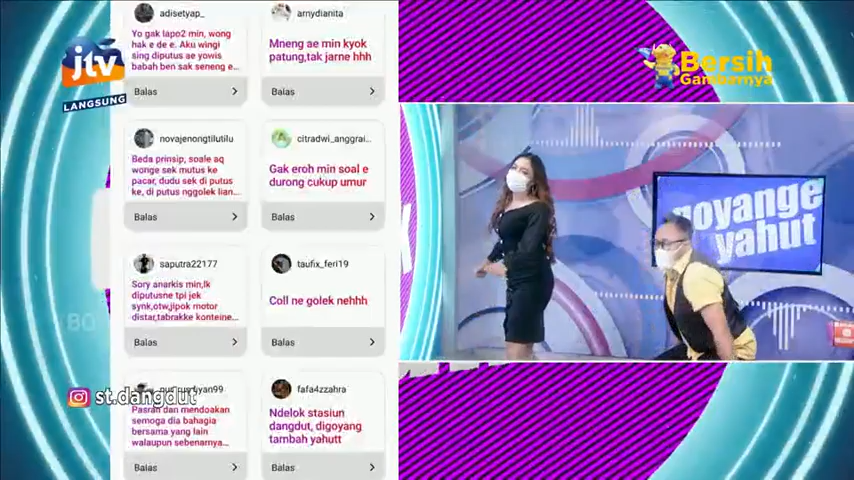 adisetyap_
Yo gak lapo2 min, wong
hak e de e. Aku wingi
sing diputus ae yowis
babah ben sak seneng e...
Balas
arnydianita
Mneng ae min kyok
patung,tak jarne hhh
Balas
novajenongtilutilu
Beda prinsip, soale aq
wonge sek mutus ke
pacar, dudu sek di putus
ke, di putus nggolek lian...
Balas
citradwi_anggrai...
Gak eroh min soal e
durong cukup umur
Balas
saputra22177
Sory anarkis min,lk
diputusne tpi jek
synk,otw,jipok motor
distar,tabrakke konteine...
Balas
taufix_feri19
Coll ne golek nehhh
Balas
Pasrah dan mendoakan
semoga dia bahagia
bersama yang lain
walaupun sebenarnya...
Balas
fafa4zzahra
Ndelok stasiun
dangdut, digoyang
tambah yahutt
Balas
jtv
LANGSUNG
st.dangdut
Bersih
Gambarnya
goyange
yahut